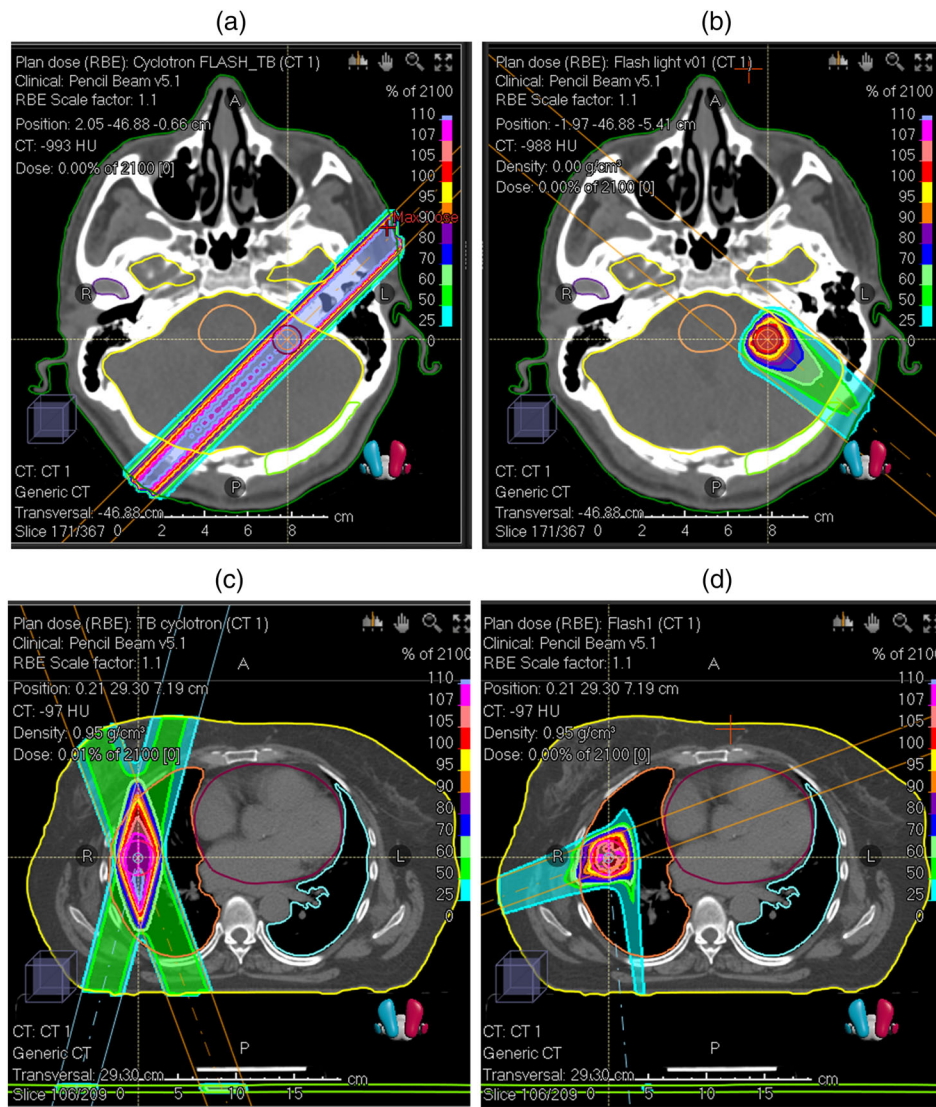 (a)
Plan dose (RBE): Cyclotron FLASH_TB (CT 1)
Clinical: Pencil Beam v5.1
RBE Scale factor: 1.1
Position: 2.05 -46.88 -0.66 cm
CT: -993 HU
Dose: 0.00% of 2100 [0]
% of 2100
110
107
105
100
95
90
80
70
60
50
25
0
A
R
L
P
CT: CT 1
Generic CT
Transversal: -46.88 cm
Slice 171/367
0 2 4 6 8
cm
(b)
Plan dose (RBE): Flash light v01 (CT 1)
Clinical: Pencil Beam v5.1
RBE Scale factor: 1.1
Position: -1.97 -46.88 -5.41 cm
CT: -988 HU
Density: 0.00 g/cm³
Dose: 0.00% of 2100 [0]
% of 2100
110
107
105
100
95
90
80
70
60
50
25
0
A
R
L
P
CT: CT 1
Generic CT
Transversal: -46.88 cm
Slice 171/367
0 2 4 6 8
cm
(c)
Plan dose (RBE): TB cyclotron (CT 1)
Clinical: Pencil Beam v5.1
RBE Scale factor: 1.1
Position: 0.21 29.30 7.19 cm
CT: -97 HU
Density: 0.95 g/cm³
Dose: 0.01% of 2100 [0]
% of 2100
110
107
105
100
95
90
80
70
60
50
25
0
A
R
L
P
CT: CT 1
Generic CT
Transversal: 29.30 cm
Slice 106/209
0 5 10 15
cm
(d)
Plan dose (RBE): Flash1 (CT 1)
Clinical: Pencil Beam v5.1
RBE Scale factor: 1.1
Position: 0.21 29.30 7.19 cm
CT: -97 HU
Density: 0.95 g/cm³
Dose: 0.00% of 2100 [0]
% of 2100
110
107
105
100
95
90
80
70
60
50
25
0
A
R
L
P
CT: CT 1
Generic CT
Transversal: 29.30 cm
Slice 106/209
0 5 10 15
cm